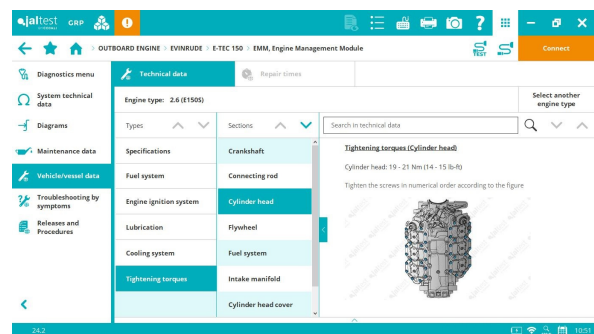 jaltest GRP
?
OUTBOARD ENGINE > EVINRUDE > E-TEC 150 > EMM, Engine Management Module
TEST
Connect
Diagnostics menu
System technical
data
Diagrams
Maintenance data
Vehicle/vessel data
Troubleshooting by
symptoms
Releases and
Procedures
Technical data
Repair times
Engine type: 2.6 (E150S)
Select another
engine type
Types
Specifications
Fuel system
Engine ignition system
Lubrication
Cooling system
Tightening torques
Sections
Crankshaft
Connecting rod
Cylinder head
Flywheel
Fuel system
Intake manifold
Cylinder head cover
Search in technical data
Tightening torques (Cylinder head)
Cylinder head: 19 - 21 Nm (14 - 15 lb-ft)
Tighten the screws in numerical order according to the figure
24.2
10:51